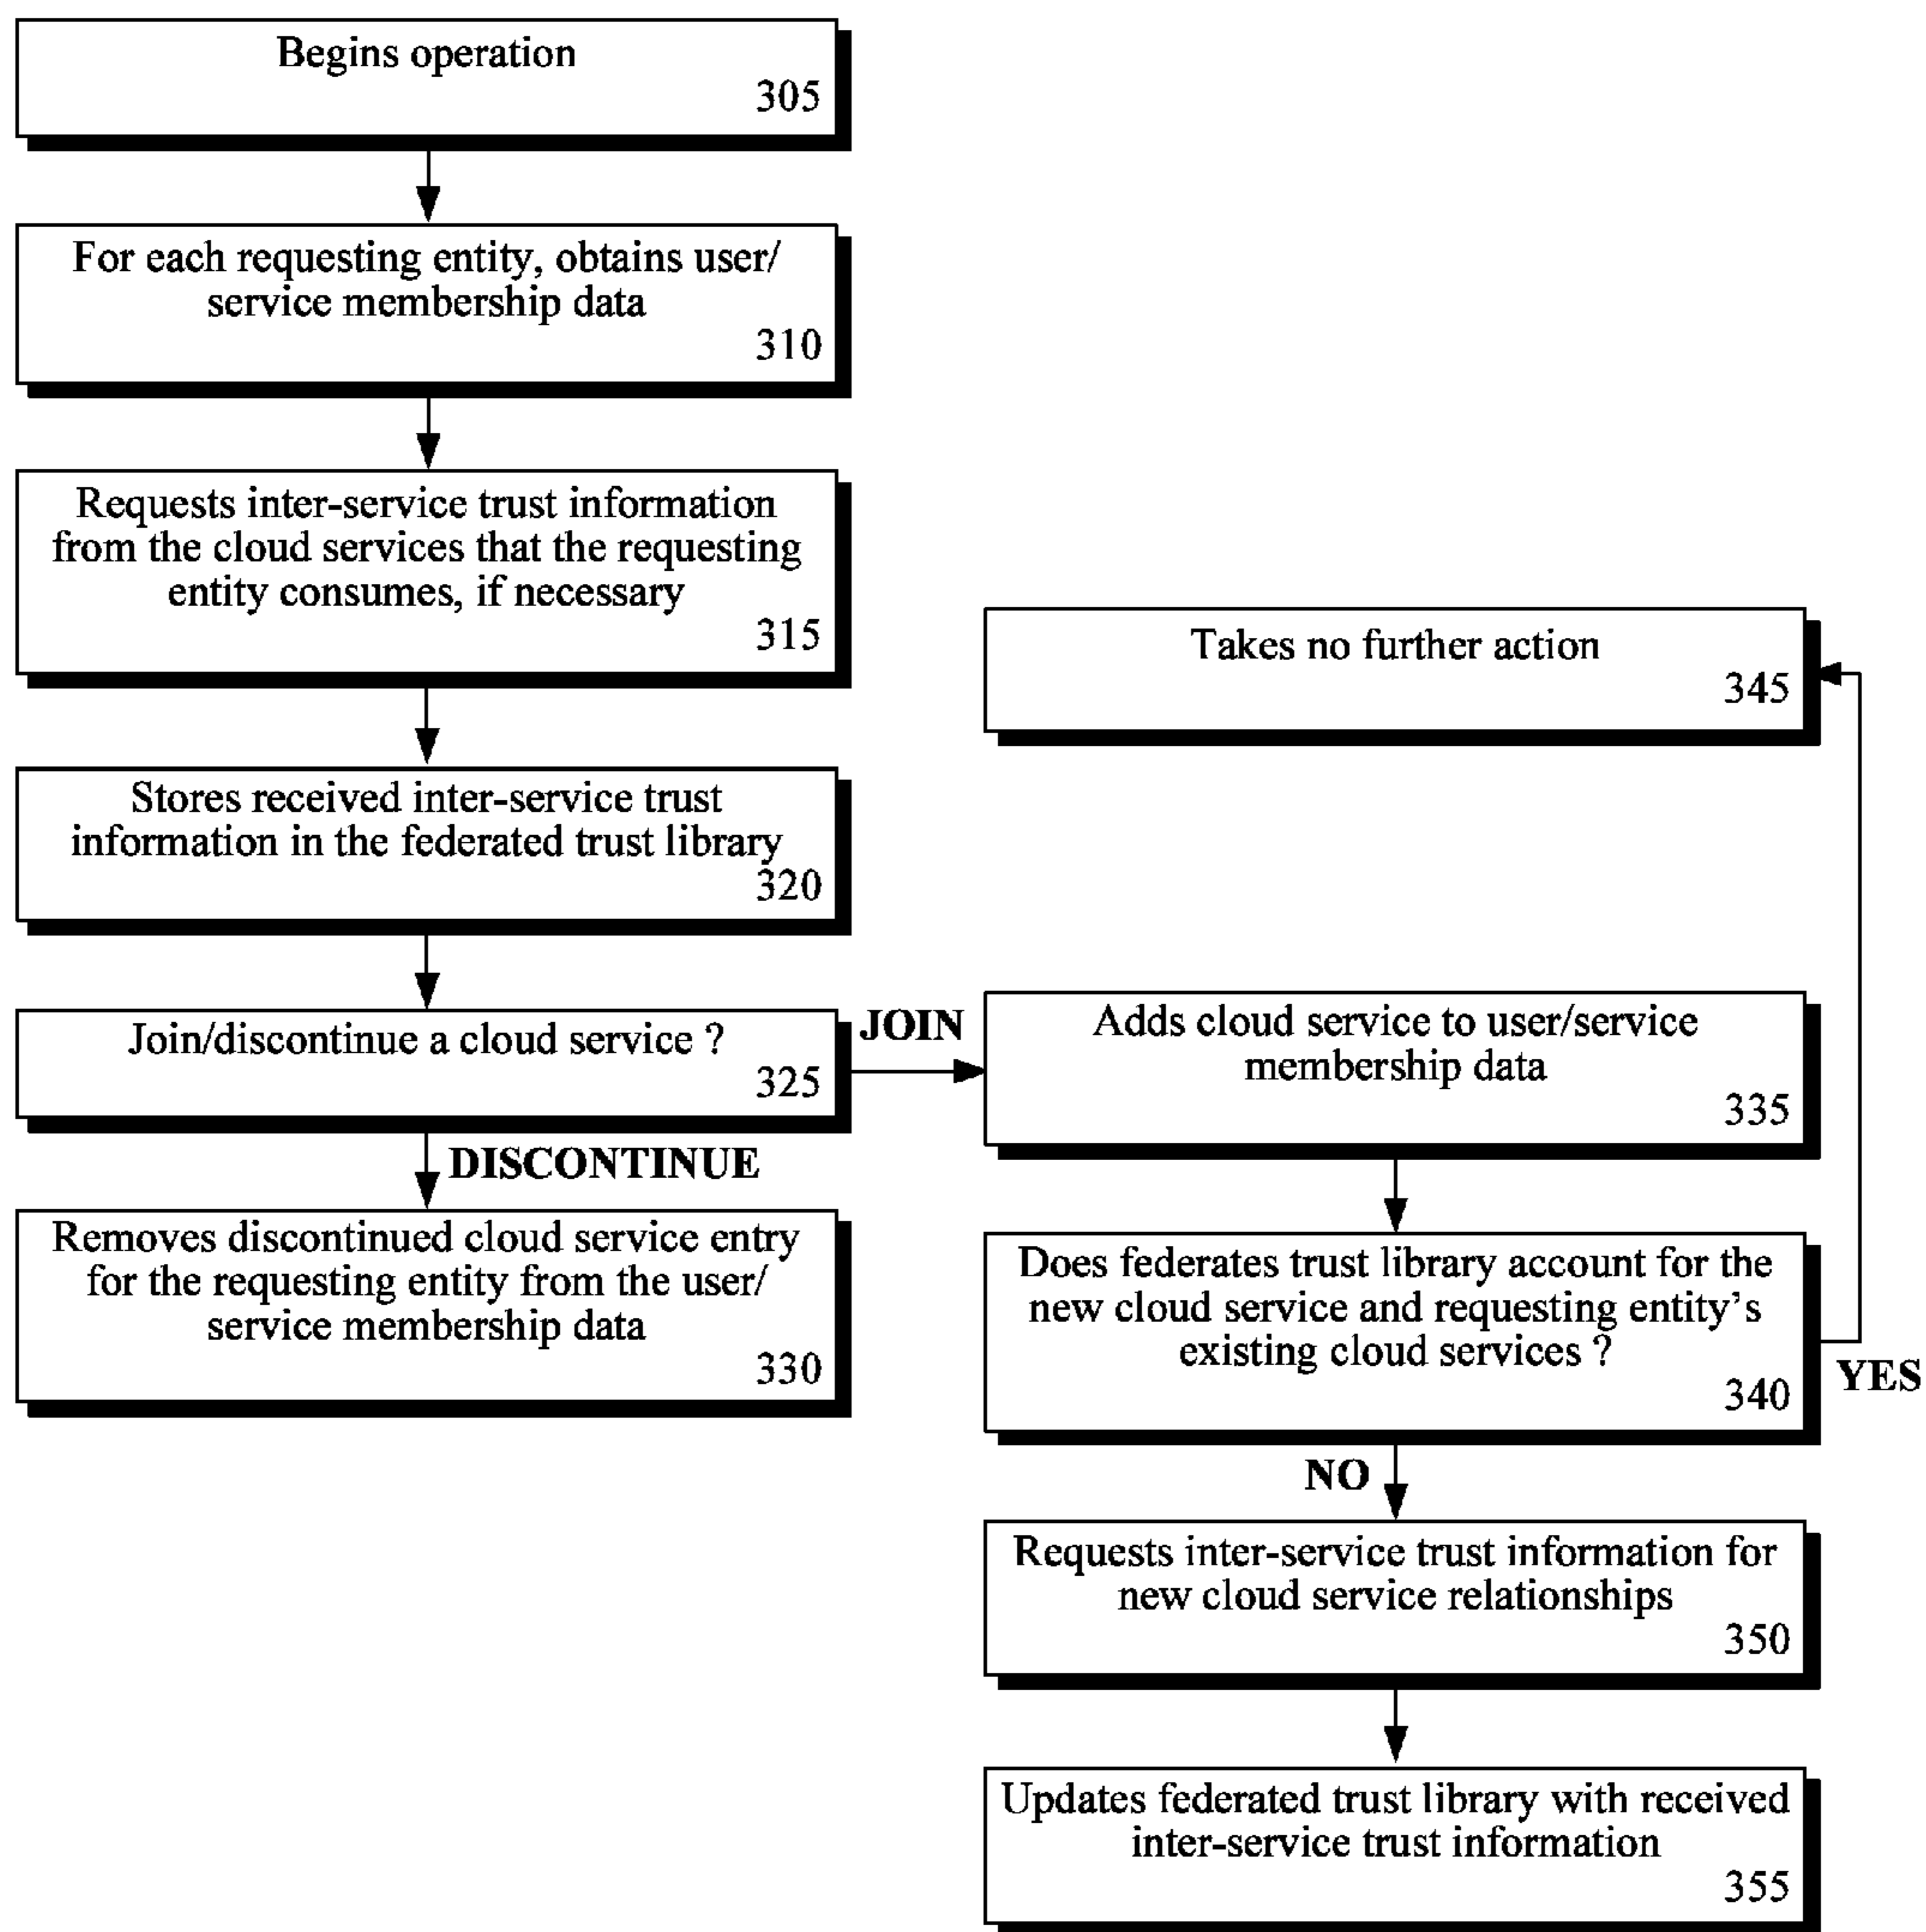 Begins operation
305
For each requesting entity, obtains user/
service membership data
310
Requests inter-service trust information
from the cloud services that the requesting
entity consumes, if necessary
315
Stores received inter-service trust
information in the federated trust library
320
Join/discontinue a cloud service ?
325
DISCONTINUE
Removes discontinued cloud service entry
for the requesting entity from the user/
service membership data
330
JOIN
Adds cloud service to user/service
membership data
335
Does federates trust library account for the
new cloud service and requesting entity's
existing cloud services ?
340
YES
Takes no further action
345
NO
Requests inter-service trust information for
new cloud service relationships
350
Updates federated trust library with received
inter-service trust information
355